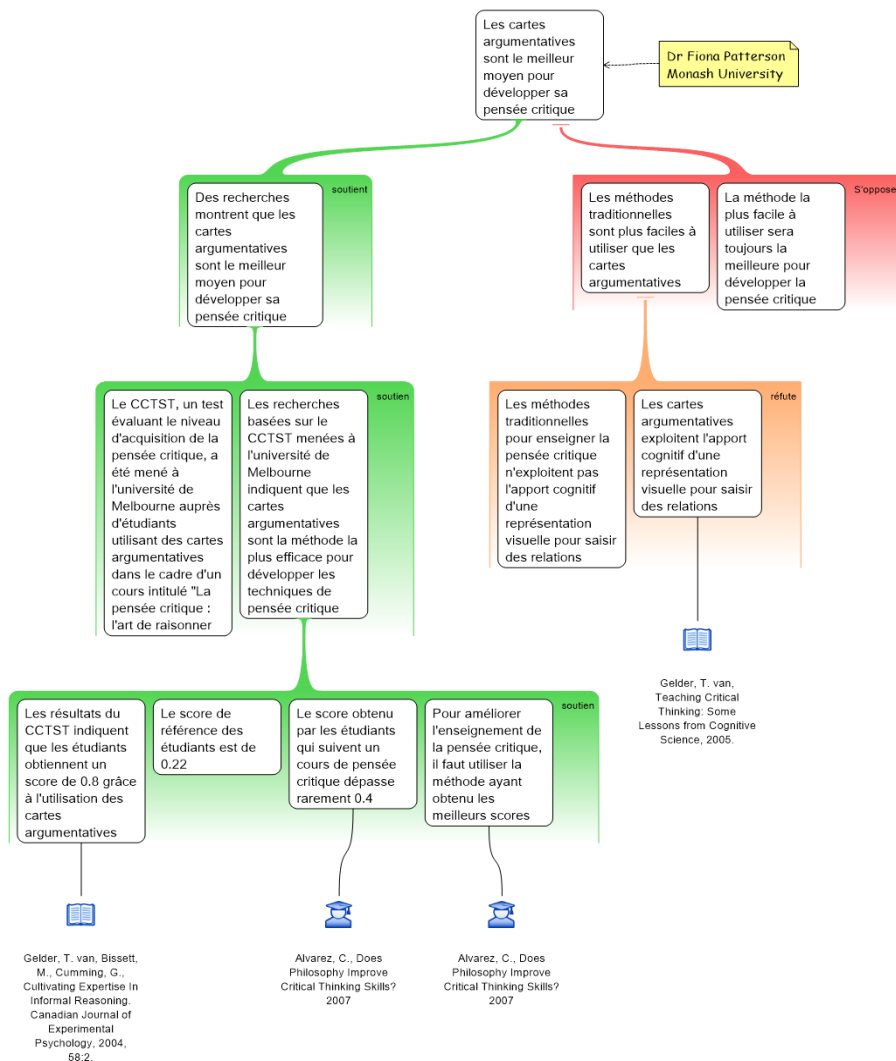 Les cartes
argumentatives
sont le meilleur
moyen pour
développer sa
pensée critique
Dr Fiona Patterson
Monash University
soutient
Des recherches
montrent que les
cartes
argumentatives
sont le meilleur
moyen pour
développer sa
pensée critique
S'oppose
Les méthodes
traditionnelles
sont plus faciles à
utiliser que les
cartes
argumentatives
La méthode la
plus facile à
utiliser sera
toujours la
meilleure pour
développer la
pensée critique
soutien
Le CCTST, un test
évaluant le niveau
d'acquisition de la
pensée critique, a
été mené à
l'université de
Melbourne auprès
d'étudiants
utilisant des cartes
argumentatives
dans le cadre d'un
cours intitulé "La
pensée critique :
l'art de raisonner
Les recherches
basées sur le
CCTST menées à
l'université de
Melbourne
indiquent que les
cartes
argumentatives
sont la méthode la
plus efficace pour
développer les
techniques de
pensée critique
réfute
Les méthodes
traditionnelles
pour enseigner la
pensée critique
n'exploitent pas
l'apport cognitif
d'une
représentation
visuelle pour saisir
des relations
Les cartes
argumentatives
exploitent l'apport
cognitif d'une
représentation
visuelle pour saisir
des relations
Gelder, T. van,
Teaching Critical
Thinking: Some
Lessons from Cognitive
Science, 2005.
soutien
Les résultats du
CCTST indiquent
que les étudiants
obtiennent un
score de 0.8 grâce
à l'utilisation des
cartes
argumentatives
Le score de
référence des
étudiants est de
0.22
Le score obtenu
par les étudiants
qui suivent un
cours de pensée
critique dépasse
rarement 0.4
Pour améliorer
l'enseignement de
la pensée critique,
il faut utiliser la
méthode ayant
obtenu les
meilleurs scores
Gelder, T. van, Bissett,
M., Cumming, G.,
Cultivating Expertise In
Informal Reasoning.
Canadian Journal of
Experimental
Psychology, 2004,
58:2.
Alvarez, C., Does
Philosophy Improve
Critical Thinking Skills?
2007
Alvarez, C., Does
Philosophy Improve
Critical Thinking Skills?
2007